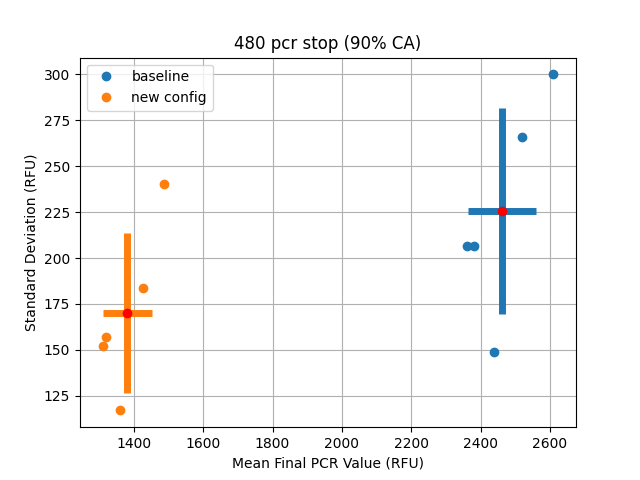 480 pcr stop (90% CA)
baseline
new config
300
275
250
225
200
175
150
125
Standard Deviation (RFU)
1400 1600 1800 2000 2200 2400 2600
Mean Final PCR Value (RFU)